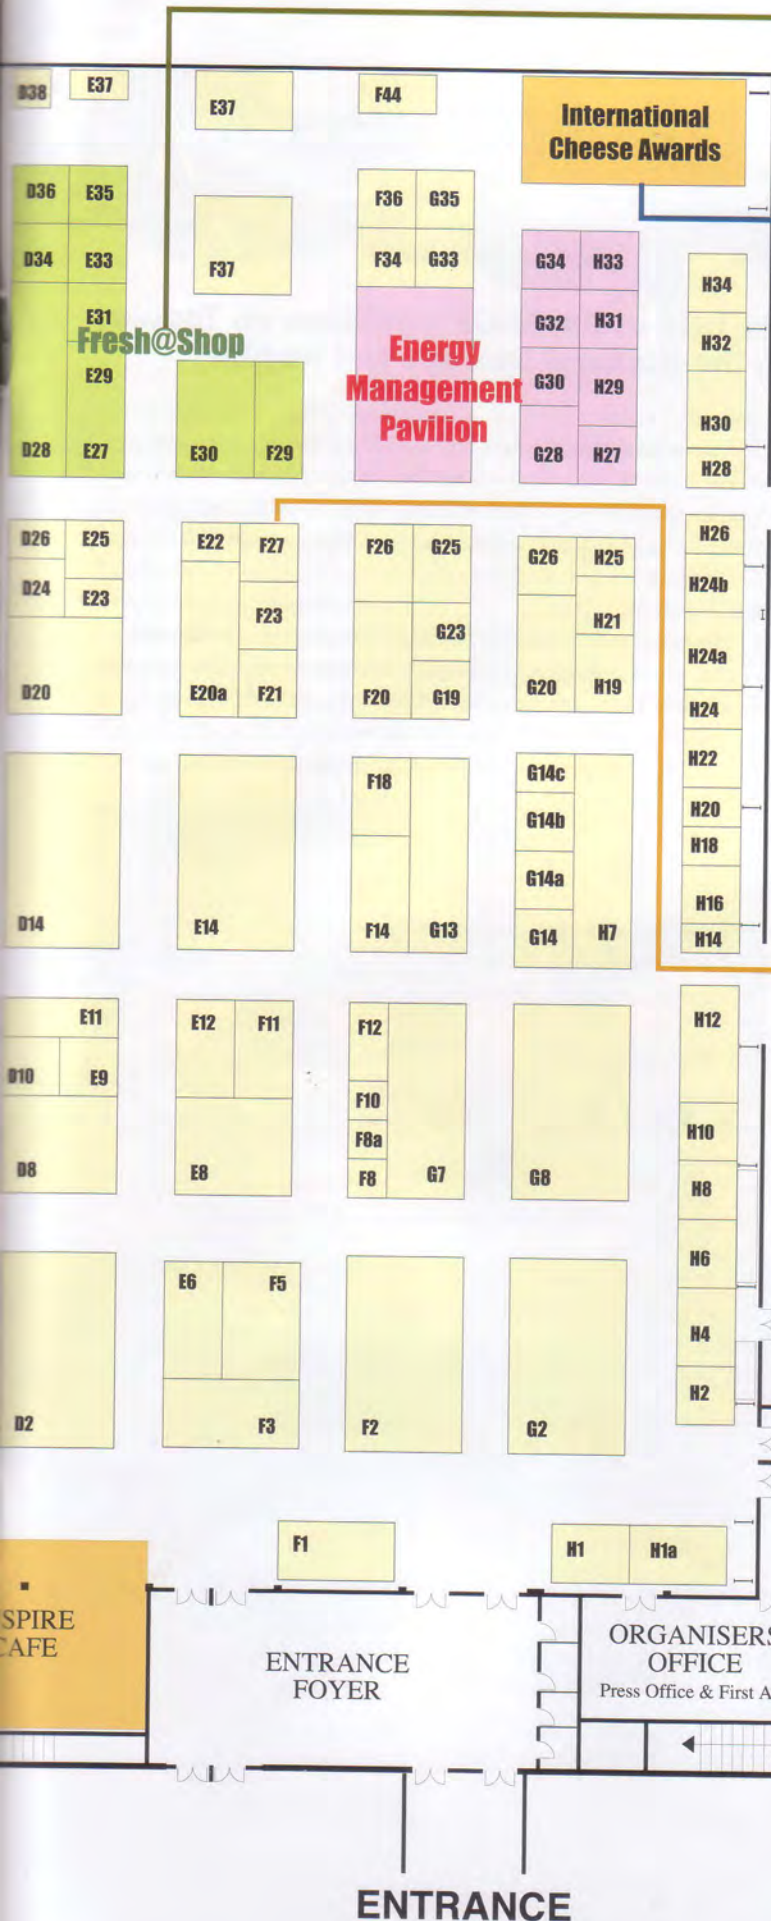 D38
E37
E37
F44
International
Cheese Awards
D36
E35
F36
G35
D34
E33
F37
F34
G33
G34
H33
H34
E31
Fresh@Shop
G32
H31
H32
E29
Energy
Management
Pavilion
G30
H29
H30
D28
E27
E30
F29
G28
H27
H28
D26
E25
E22
F27
F26
G25
G26
H25
H26
D24
E23
F23
G23
H21
H24b
D20
E20a
F21
F20
G19
G20
H19
H24a
H24
F18
G14c
H22
G14b
H20
H18
G14a
H16
D14
E14
F14
G13
G14
H7
H14
E11
E12
F11
F12
H12
D10
E9
F10
F8a
H10
D8
E8
F8
G7
G8
H8
E6
F5
H6
H4
H2
D2
F3
F2
G2
F1
H1
H1a
SPIRE
CAFE
ENTRANCE
FOYER
ORGANISERS
OFFICE
Press Office & First A
ENTRANCE